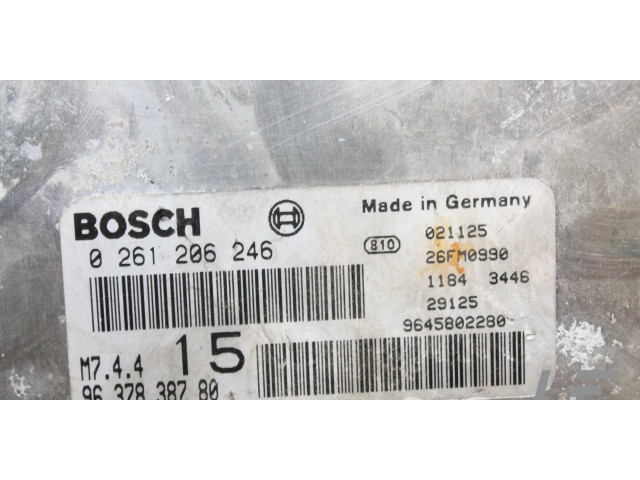 BOSCH
Made in Germany
0 261 206 246
810
021125
26FM0990
1184 3446
29125
9645802280
M7.4.4 15
96 378 387 80